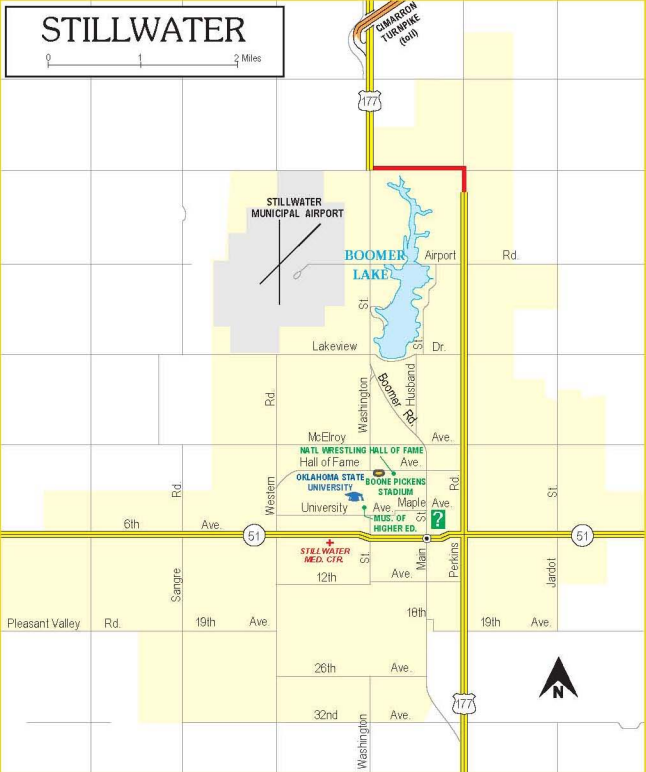 STILLWATER
0 1 2 Miles
CIMARRON
TURNPIKE
(toll)
177
STILLWATER
MUNICIPAL AIRPORT
BOOMER
LAKE
Airport Rd.
St.
Lakeview St. Dr.
Rd.
Washington
Boomer Rd.
Husband
McElroy Ave.
NATL WRESTLING HALL OF FAME
Hall of Fame Ave.
OKLAHOMA STATE
UNIVERSITY
BOONE PICKENS
STADIUM
Rd.
Western
Rd.
St.
University Ave.
Maple Ave.
St.
?
MUS. OF
HIGHER ED.
6th Ave.
51
51
STILLWATER
MED. CTR.
St.
Main
Perkins
12th Ave.
Sangre
Jardot
18th
Pleasant Valley Rd. 19th Ave.
19th Ave.
26th Ave.
N
177
32nd Ave.
Washington